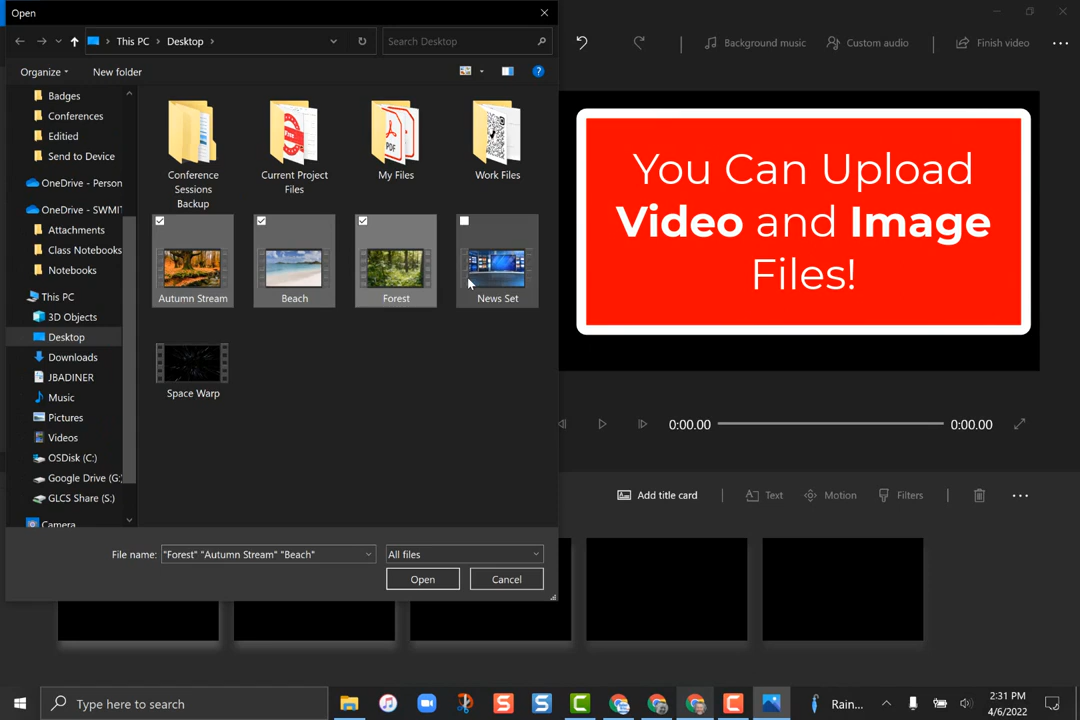 Open
This PC > Desktop >
Search Desktop
Organize
New folder
Badges
Conferences
Editied
Send to Device
OneDrive - Person
OneDrive - SWMIT
Attachments
Class Notebooks
Notebooks
This PC
3D Objects
Desktop
Downloads
JBADINER
Music
Pictures
Videos
OSDisk (C:)
Google Drive (G:
GLCS Share (S:)
Camera
Conference
Sessions
Backup
Current Project
Files
Free
My Files
PDF
Work Files
Autumn Stream
Beach
Forest
News Set
Space Warp
File name:
"Forest" "Autumn Stream" "Beach"
All files
Open
Cancel
Background music
Custom audio
Finish video
You Can Upload
Video and Image
Files!
0:00.00
0:00.00
Add title card
Text
Motion
Filters
Type here to search
Rain...
2:31 PM
4/6/2022